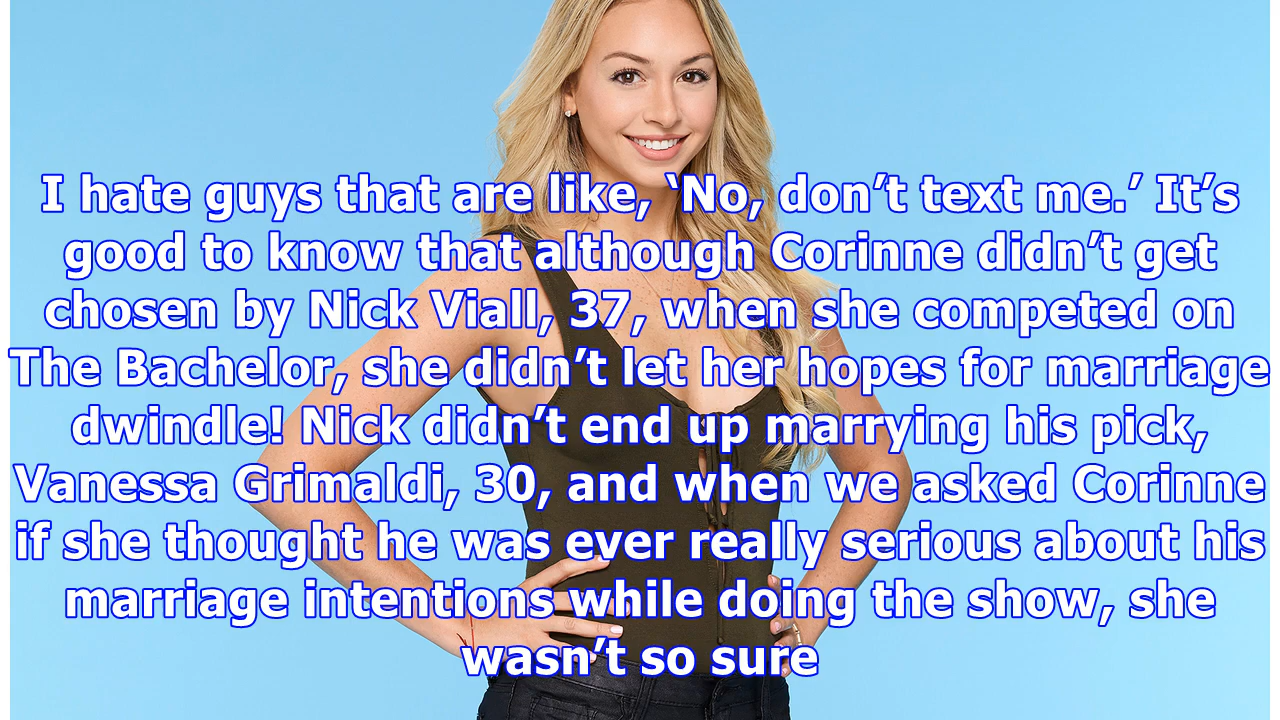 I hate guys that are like, ‘No, don’t text me.’ It’s
good to know that although Corinne didn’t get
chosen by Nick Viall, 37, when she competed on
The Bachelor, she didn’t let her hopes for marriage
dwindle! Nick didn’t end up marrying his pick,
Vanessa Grimaldi, 30, and when we asked Corinne
if she thought he was ever really serious about his
marriage intentions while doing the show, she
wasn’t so sure